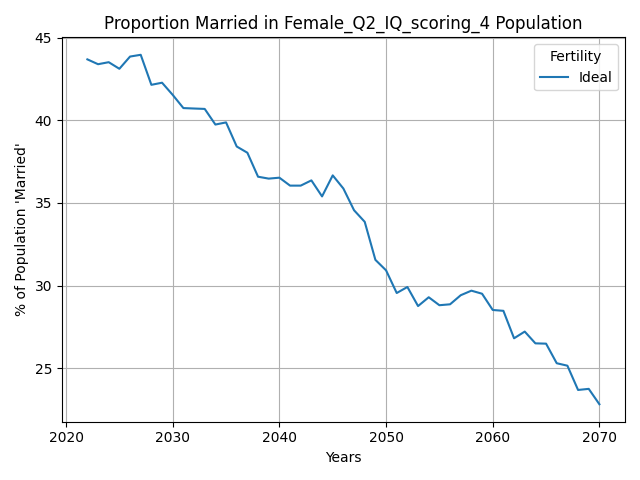 Proportion Married in Female_Q2_IQ_scoring_4 Population
% of Population 'Married'
45
40
35
30
25
Fertility
Ideal
2020 2030 2040 2050 2060 2070
Years